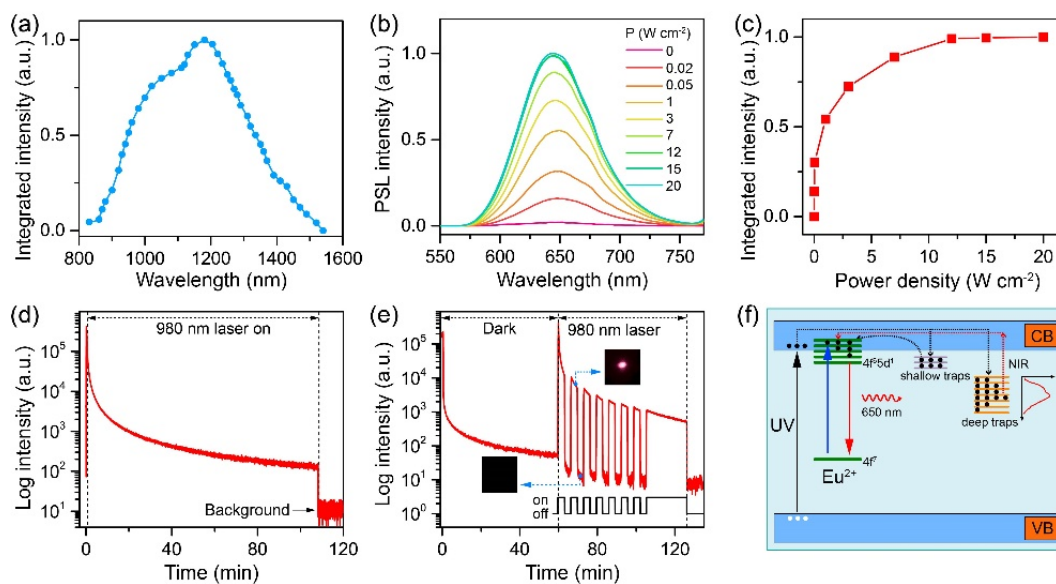 (a)
Integrated intensity (a.u.)
1.0
0.5
0.0
800 1000 1200 1400 1600
Wavelength (nm)
(b)
PSL intensity (a.u.)
1.0
0.5
0.0
550 600 650 700 750
Wavelength (nm)
P (W cm⁻²)
0
0.02
0.05
1
3
7
12
15
20
(c)
Integrated intensity (a.u.)
1.0
0.5
0.0
0 5 10 15 20
Power density (W cm⁻²)
(d)
Log intensity (a.u.)
10⁵
10⁴
10³
10²
10¹
980 nm laser on
Background
0 40 80 120
Time (min)
(e)
Log intensity (a.u.)
10⁵
10⁴
10³
10²
10¹
10⁰
Dark
980 nm laser
on
off
0 40 80 120
Time (min)
(f)
CB
4f⁶5d¹
shallow traps
NIR
deep traps
650 nm
UV
4f⁷
Eu²⁺
VB